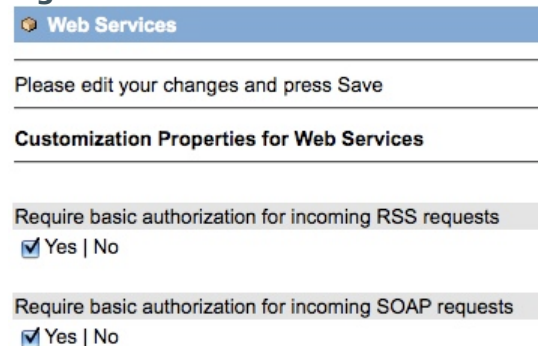 Web Services
Please edit your changes and press Save
Customization Properties for Web Services
Require basic authorization for incoming RSS requests
Yes | No
Require basic authorization for incoming SOAP requests
Yes | No